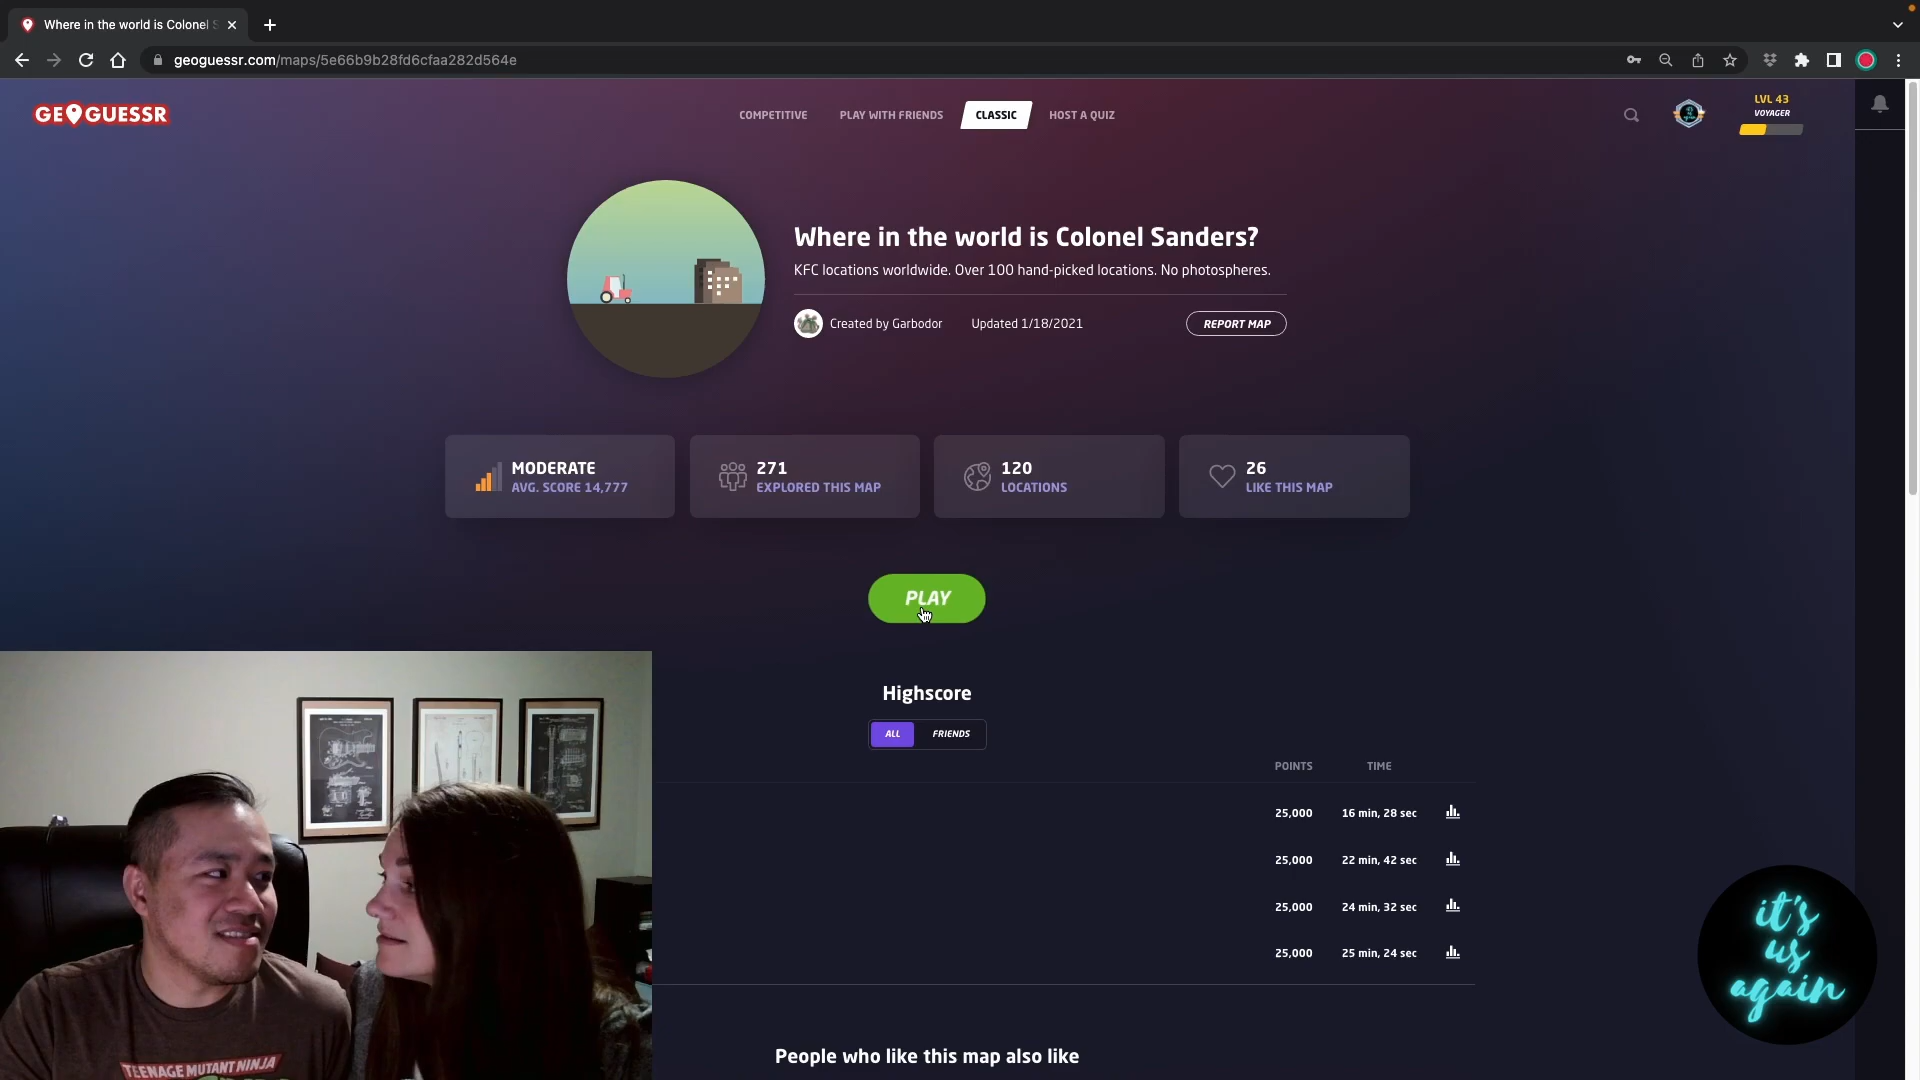 Where in the world is Colonel S
geoguessr.com/maps/5e66b9b28fd6cfaa282d564e
GEOGUESSR
COMPETITIVE
PLAY WITH FRIENDS
CLASSIC
HOST A QUIZ
LVL 43
VOYAGER
Where in the world is Colonel Sanders?
KFC locations worldwide. Over 100 hand-picked locations. No photospheres.
Created by Garbodor
Updated 1/18/2021
REPORT MAP
MODERATE
AVG. SCORE 14,777
271
EXPLORED THIS MAP
120
LOCATIONS
26
LIKE THIS MAP
PLAY
Highscore
ALL
FRIENDS
POINTS
TIME
25,000
16 min, 28 sec
25,000
22 min, 42 sec
25,000
24 min, 32 sec
25,000
25 min, 24 sec
People who like this map also like
TEENAGE MUTANT NINJA
it's
us
again